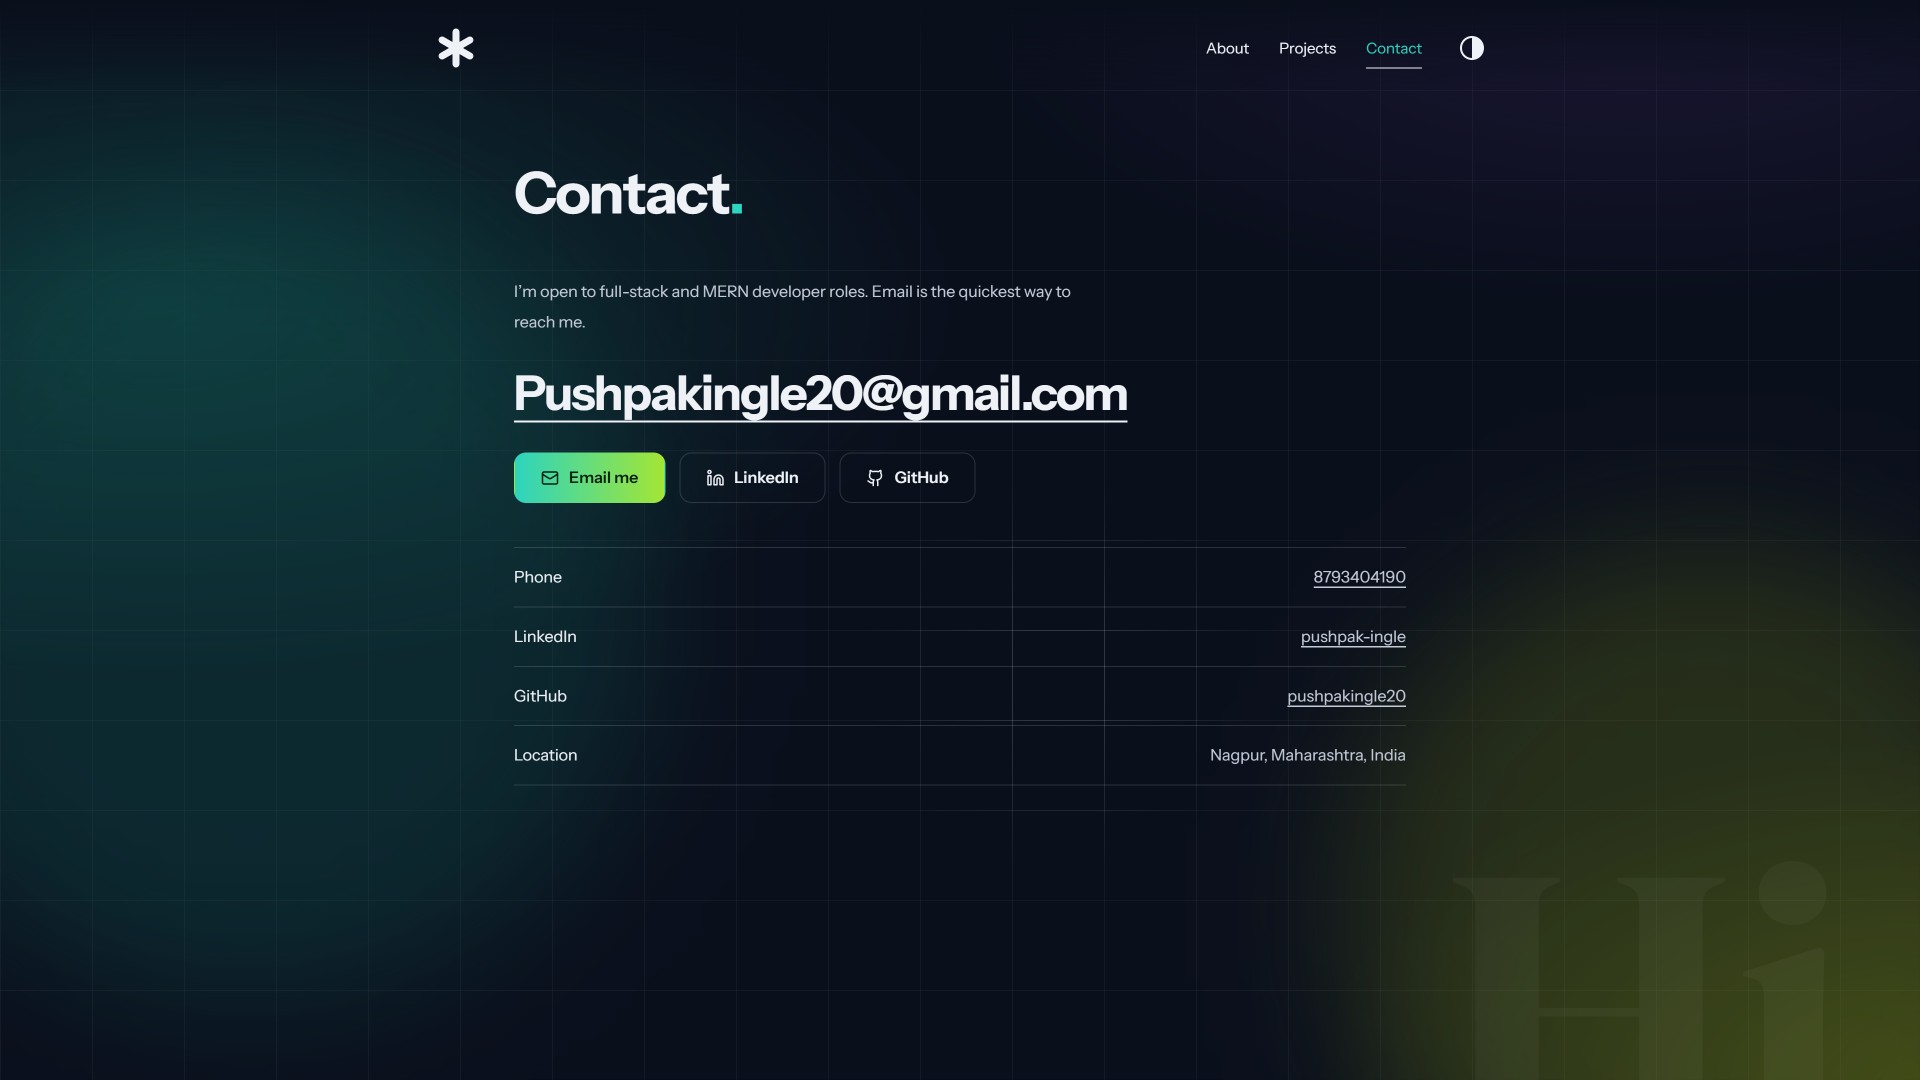 About Projects Contact
Contact.
I’m open to full-stack and MERN developer roles. Email is the quickest way to
reach me.
Pushpakingle20@gmail.com
Email me LinkedIn GitHub
Phone 8793404190
LinkedIn pushpak-ingle
GitHub pushpakingle20
Location Nagpur, Maharashtra, India
Hi